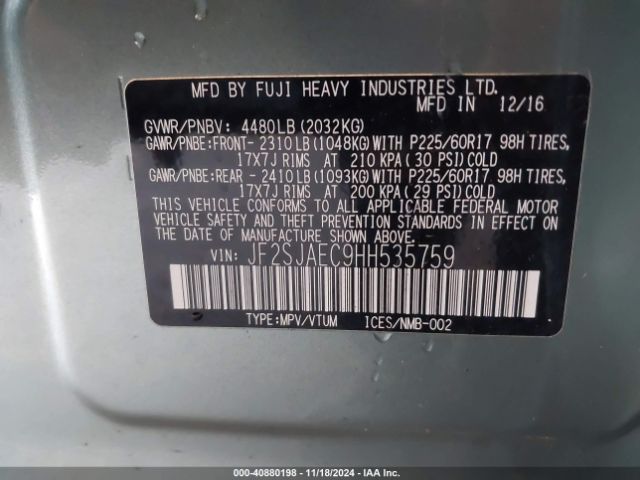 MFD BY FUJI HEAVY INDUSTRIES LTD.
MFD IN 12/16
GVWR/PNBV: 4480LB(2032KG)
GAWR/PNBE:FRONT- 2310LB(1048KG)WITH P225/60R17 98H TIRES,
17X7J RIMS AT 210 KPA(30 PSI)COLD
GAWR/PNBE:REAR - 2410LB(1093KG)WITH P225/60R17 98H TIRES,
17X7J RIMS AT 200 KPA(29 PSI)COLD
THIS VEHICLE CONFORMS TO ALL APPLICABLE FEDERAL MOTOR
VEHICLE SAFETY AND THEFT PREVENTION STANDARDS IN EFFECT
ON THE DATE OF MANUFACTURE SHOWN ABOVE.
VIN: JF2SJAEC9HH535759
TYPE:MPV/VTUM ICES/NMB-002
000-40880198 - 11/18/2024 - IAA Inc.